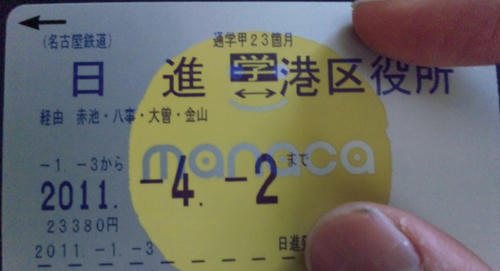 (名古屋鉄道) 通学甲23箇月
日進 学 ↔ 港区役所
経由 赤池・八事・大曽・金山
manaca
-1.-3から
2011.-4.-2まで
23380円
2011.-1.-3 日進